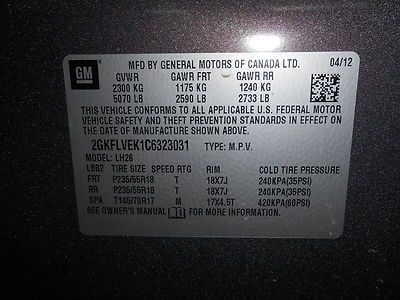 GM
MFD BY GENERAL MOTORS OF CANADA LTD. 04/12
GVWR GAWR FRT GAWR RR
2300 KG 1175 KG 1240 KG
5070 LB 2590 LB 2733 LB
THIS VEHICLE CONFORMS TO ALL APPLICABLE U.S. FEDERAL MOTOR
VEHICLE SAFETY AND THEFT PREVENTION STANDARDS IN EFFECT ON
THE DATE OF MANUFACTURE SHOWN ABOVE.
2GKFLVEK1C6323031 TYPE: M.P.V.
MODEL: LH26
LBB2 TIRE SIZE SPEED RTG RIM COLD TIRE PRESSURE
FRT P235/55R18 T 18X7J 240KPA(35PSI)
RR P235/55R18 T 18X7J 240KPA(35PSI)
SPA T145/70R17 M 17X4.5T 420KPA(60PSI)
SEE OWNER'S MANUAL FOR MORE INFORMATION